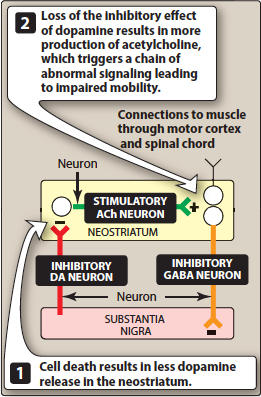 2 Loss of the inhibitory effect
of dopamine results in more
production of acetylcholine,
which triggers a chain of
abnormal signaling leading
to impaired mobility.
Connections to muscle
through motor cortex
and spinal chord
Neuron
STIMULATORY
ACh NEURON
+
NEOSTRIATUM
INHIBITORY
DA NEURON
INHIBITORY
GABA NEURON
Neuron
SUBSTANTIA
NIGRA
1 Cell death results in less dopamine
release in the neostriatum.